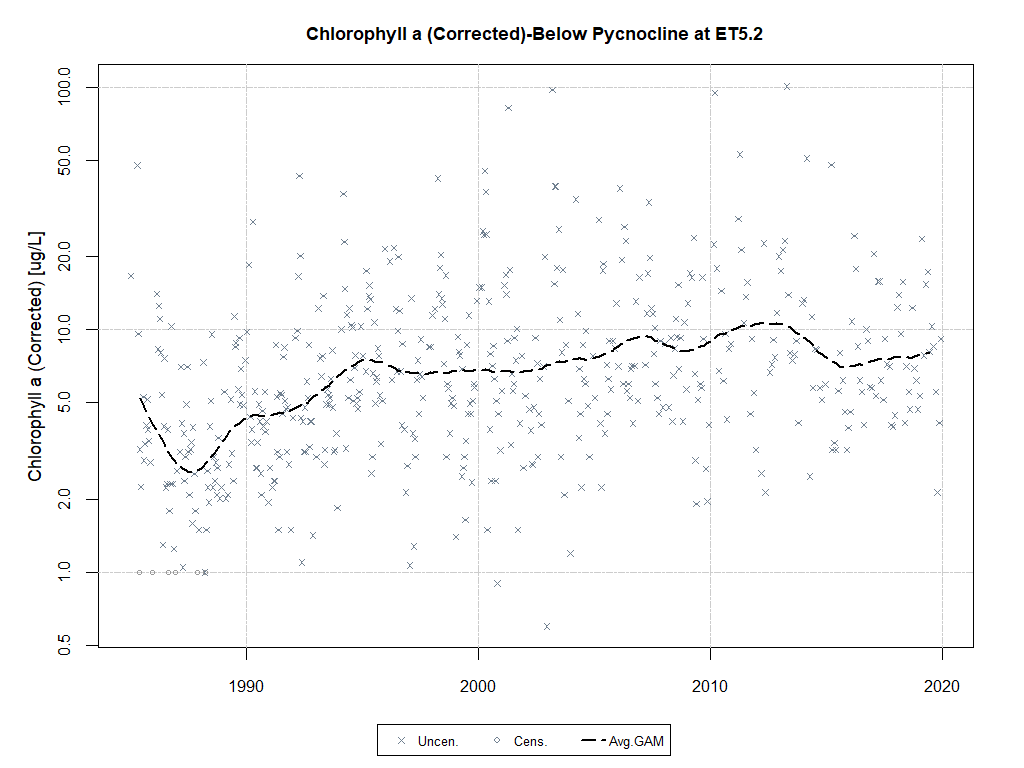 Chlorophyll a (Corrected)-Below Pycnocline at ET5.2
Chlorophyll a (Corrected) [ug/L]
100.0
50.0
20.0
10.0
5.0
2.0
1.0
0.5
1990 2000 2010 2020
Uncen. Cens. Avg.GAM